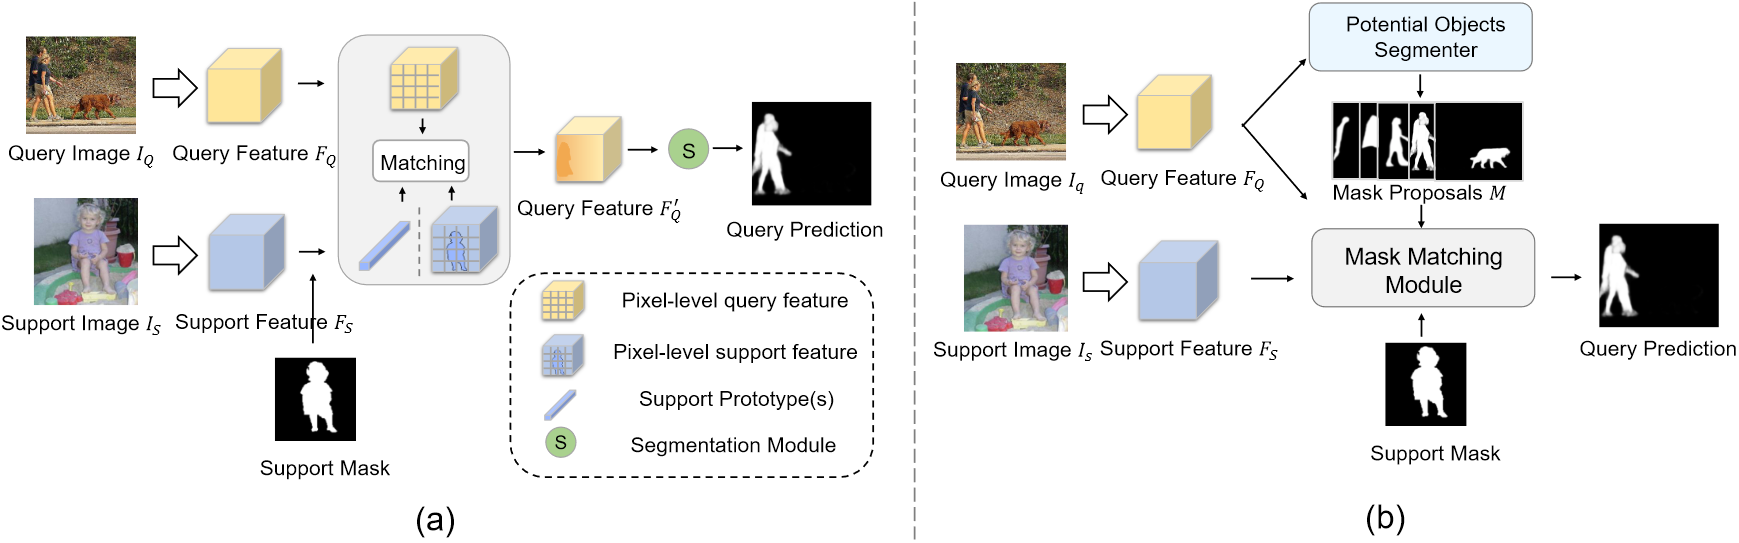 Query Image I_Q
Query Feature F_Q
Matching
Support Image I_S
Support Feature F_S
Support Mask
Query Feature F'_Q
S
Query Prediction
Pixel-level query feature
Pixel-level support feature
Support Prototype(s)
S
Segmentation Module
(a)
Potential Objects
Segmenter
Query Image I_q
Query Feature F_Q
Mask Proposals M
Mask Matching
Module
Support Image I_s
Support Feature F_S
Query Prediction
Support Mask
(b)